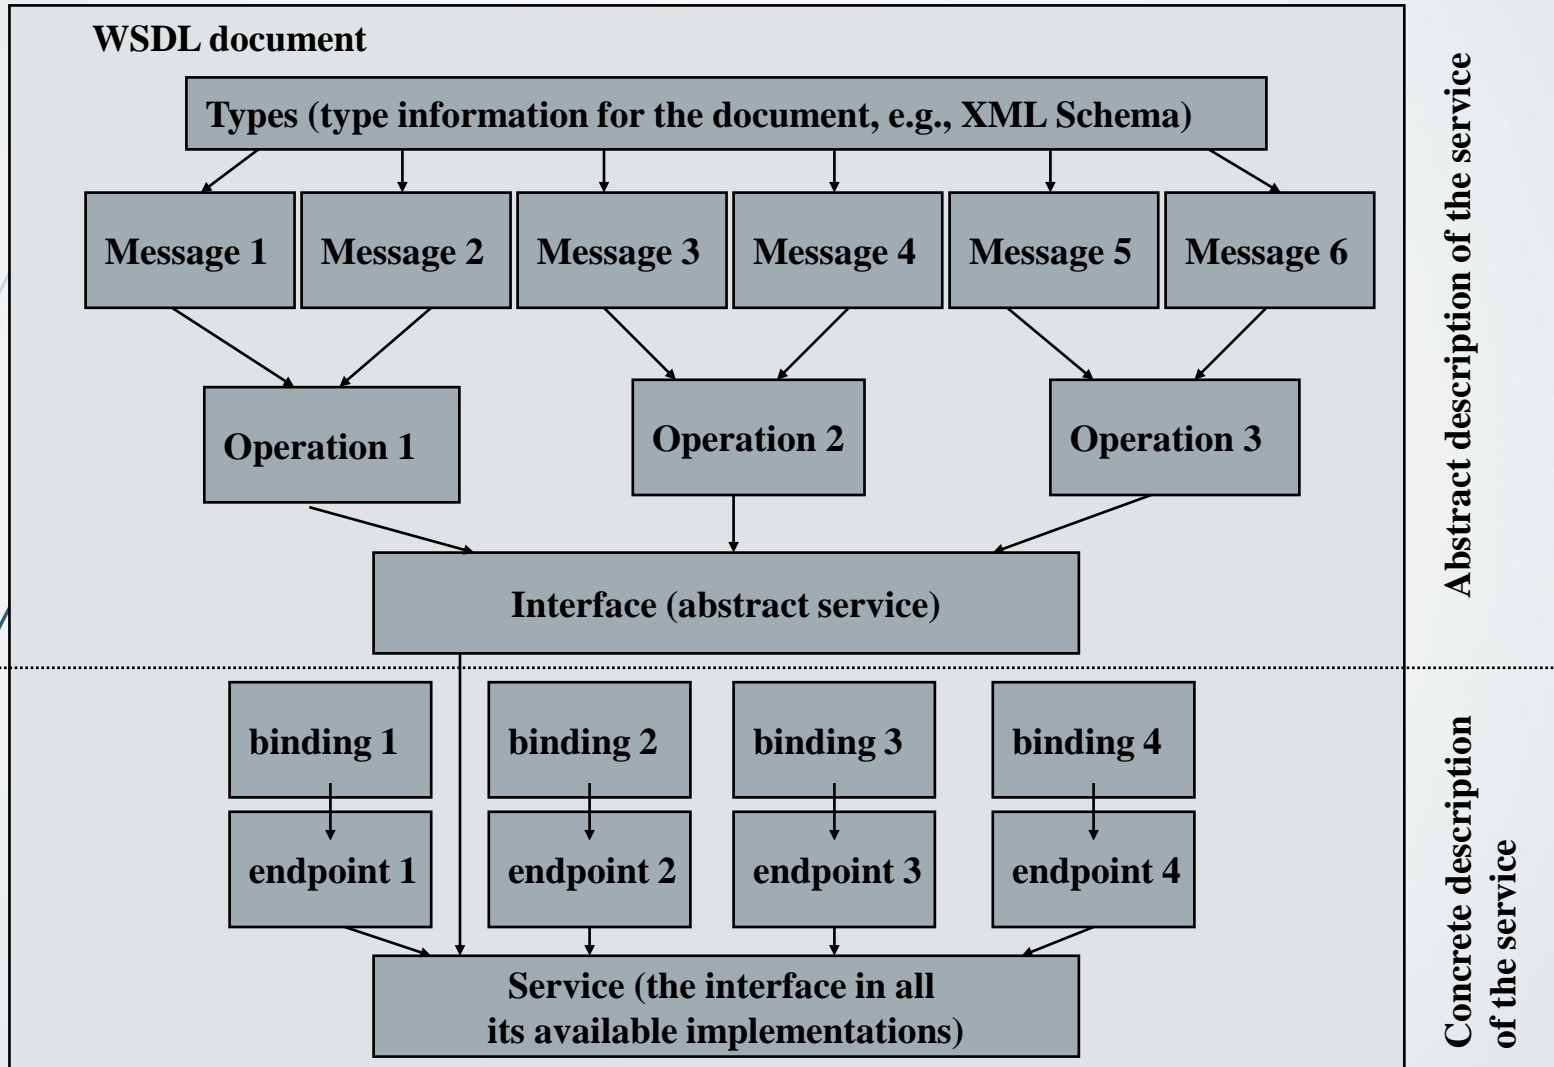 WSDL document
Types (type information for the document, e.g., XML Schema)
Message 1
Message 2
Message 3
Message 4
Message 5
Message 6
Operation 1
Operation 2
Operation 3
Interface (abstract service)
Abstract description of the service
binding 1
binding 2
binding 3
binding 4
endpoint 1
endpoint 2
endpoint 3
endpoint 4
Service (the interface in all
its available implementations)
Concrete description
of the service